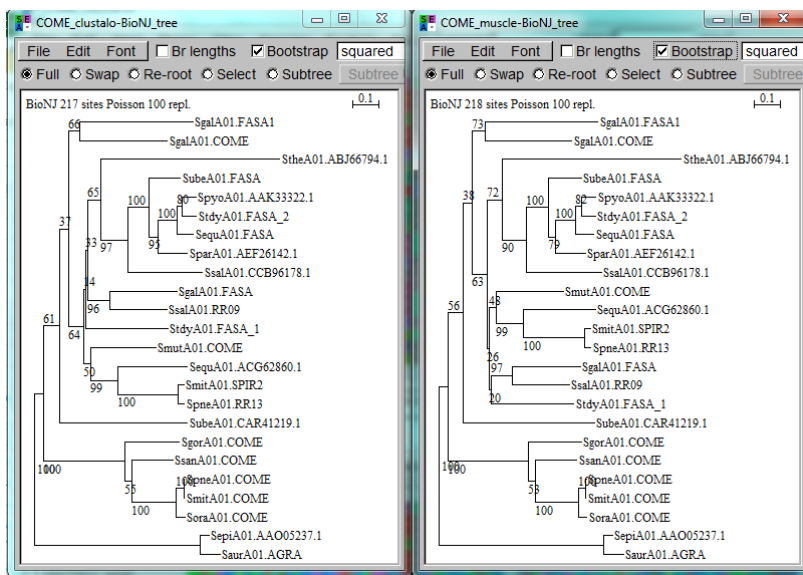 COME_clustalo-BioNJ_tree
File Edit Font Br lengths Bootstrap squared
Full Swap Re-root Select Subtree Subtree
BioNJ 217 sites Poisson 100 repl. 0.1
66 SgalA01.FASA1
SgalA01.COME
StheA01.ABJ66794.1
65 SubeA01.FASA
100 80 SpyoA01.AAK33322.1
100 StdyA01.FASA_2
37 SequA01.FASA
33 97 95 SparA01.AEF26142.1
SsalA01.CCB96178.1
14 SgalA01.FASA
96 SsalA01.RR09
61 64 StdyA01.FASA_1
SmutA01.COME
50 SequA01.ACG62860.1
99 SmitA01.SPIR2
100 SpneA01.RR13
SubeA01.CAR41219.1
SgorA01.COME
100 SsanA01.COME
100 SpneA01.COME
55 SmitA01.COME
100 SoraA01.COME
SepiA01.AAO05237.1
SaurA01.AGRA
COME_muscle-BioNJ_tree
File Edit Font Br lengths Bootstrap squared
Full Swap Re-root Select Subtree Subtree
BioNJ 218 sites Poisson 100 repl. 0.1
73 SgalA01.FASA1
SgalA01.COME
StheA01.ABJ66794.1
72 SubeA01.FASA
38 100 82 SpyoA01.AAK33322.1
100 StdyA01.FASA_2
SequA01.FASA
90 79 SparA01.AEF26142.1
63 SsalA01.CCB96178.1
48 SmutA01.COME
56 SequA01.ACG62860.1
99 SmitA01.SPIR2
100 SpneA01.RR13
26 97 SgalA01.FASA
SsalA01.RR09
20 StdyA01.FASA_1
SubeA01.CAR41219.1
SgorA01.COME
100 SsanA01.COME
100 SpneA01.COME
53 SmitA01.COME
100 SoraA01.COME
SepiA01.AAO05237.1
SaurA01.AGRA